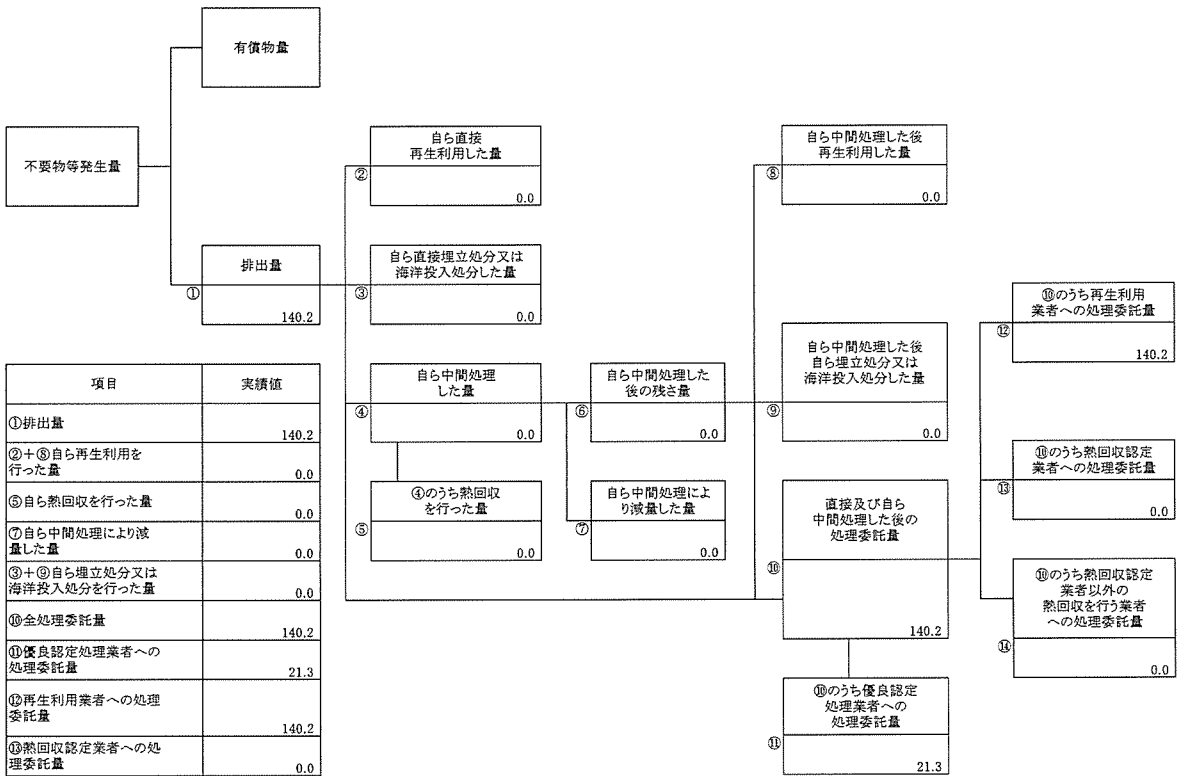 有償物量
不要物等発生量
自ら直接
再生利用した量
②
0.0
自ら中間処理した後
再生利用した量
⑧
0.0
排出量
①
140.2
自ら直接埋立処分又は
海洋投入処分した量
③
0.0
⑩のうち再生利用
業者への処理委託量
⑫
140.2
自ら中間処理
した量
④
0.0
自ら中間処理した
後の残さ量
⑥
0.0
自ら中間処理した後
自ら埋立処分又は
海洋投入処分した量
⑨
0.0
⑩のうち熱回収認定
業者への処理委託量
⑬
0.0
④のうち熱回収
を行った量
⑤
0.0
自ら中間処理によ
り減量した量
⑦
0.0
直接及び自ら
中間処理した後の
処理委託量
⑩
140.2
⑩のうち熱回収認定
業者以外の
熱回収を行う業者
への処理委託量
⑭
0.0
⑩のうち優良認定
処理業者への
処理委託量
⑪
21.3
項目 実績値
①排出量
140.2
②+⑧自ら再生利用を
行った量
0.0
⑤自ら熱回収を行った量
0.0
⑦自ら中間処理により減
量した量
0.0
③+⑨自ら埋立処分又は
海洋投入処分を行った量
0.0
⑩全処理委託量
140.2
⑪優良認定処理業者への
処理委託量
21.3
⑫再生利用業者への処理
委託量
140.2
⑬熱回収認定業者への処
理委託量
0.0